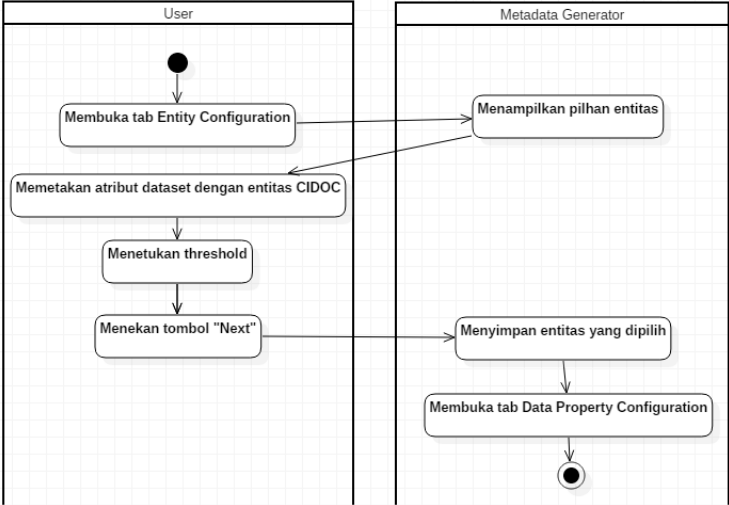 User
Metadata Generator
Membuka tab Entity Configuration
Menampilkan pilhan entitas
Memetakan atribut dataset dengan entitas CIDOC
Menetukan threshold
Menekan tombol "Next"
Menyimpan entitas yang dipilih
Membuka tab Data Property Configuration